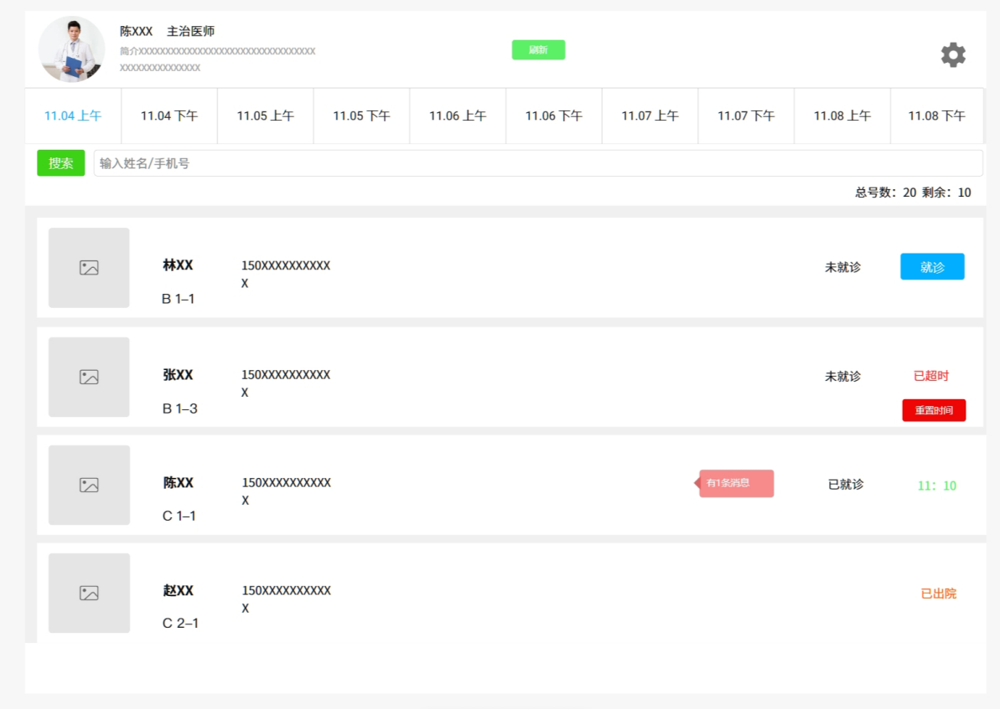 陈XXX 主治医师
简介XXXXXXXXXXXXXXXXXXXXXXXXXXXXXXXXX
XXXXXXXXXXXXXXX
刷新
11.04 上午 11.04 下午 11.05 上午 11.05 下午 11.06 上午 11.06 下午 11.07 上午 11.07 下午 11.08 上午 11.08 下午
搜索 输入姓名/手机号
总号数：20 剩余：10
林XX 150XXXXXXXXXX 未就诊 就诊
X
B 1–1
张XX 150XXXXXXXXXX 未就诊 已超时
X
B 1–3 重置时间
陈XX 150XXXXXXXXXX 有1条消息 已就诊 11：10
X
C 1–1
赵XX 150XXXXXXXXXX 已出院
X
C 2–1